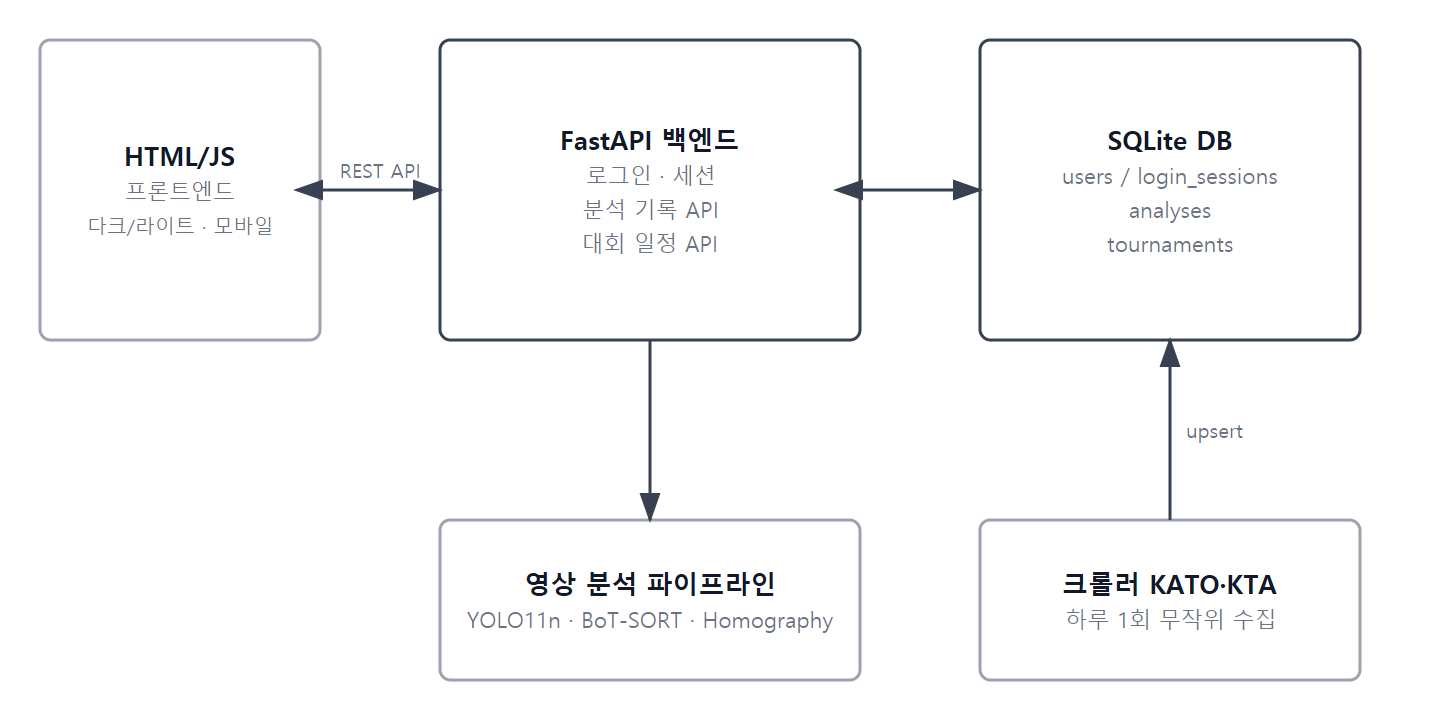 HTML/JS
프론트엔드
다크/라이트 · 모바일
REST API
FastAPI 백엔드
로그인 · 세션
분석 기록 API
대회 일정 API
SQLite DB
users / login_sessions
analyses
tournaments
upsert
영상 분석 파이프라인
YOLO11n · BoT-SORT · Homography
크롤러 KATO·KTA
하루 1회 무작위 수집